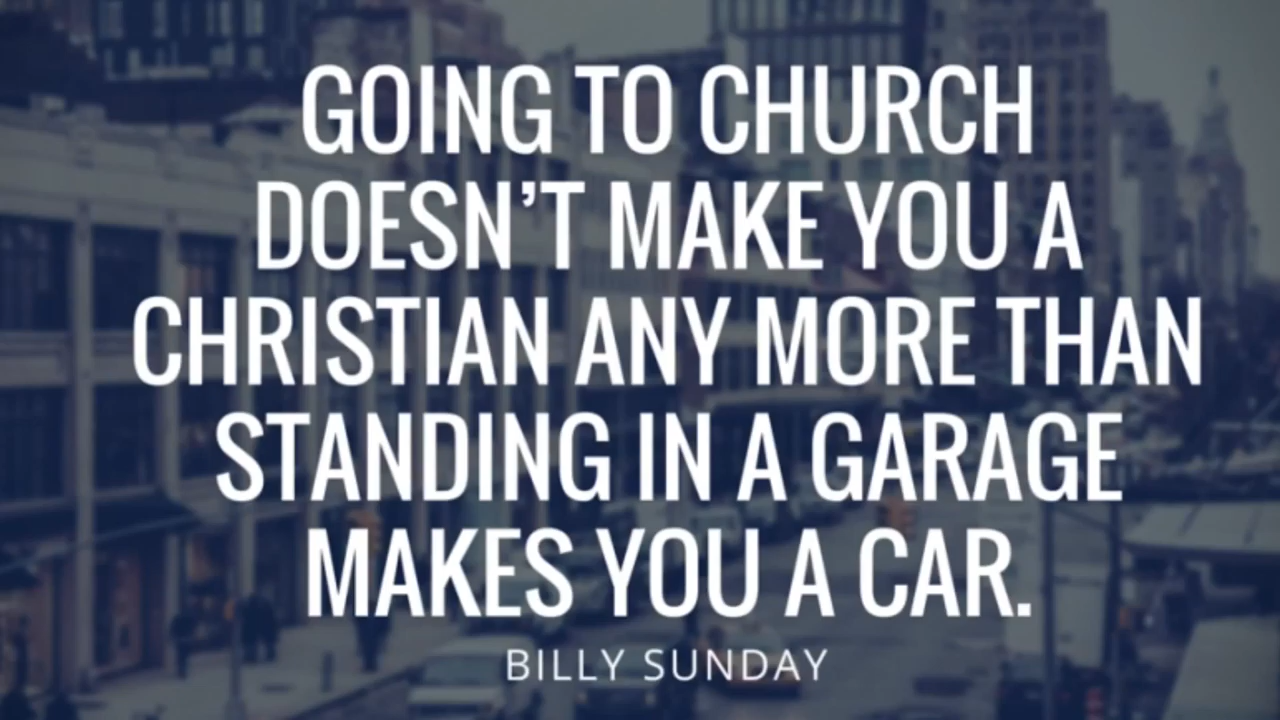 GOING TO CHURCH
DOESN’T MAKE YOU A
CHRISTIAN ANY MORE THAN
STANDING IN A GARAGE
MAKES YOU A CAR.
BILLY SUNDAY